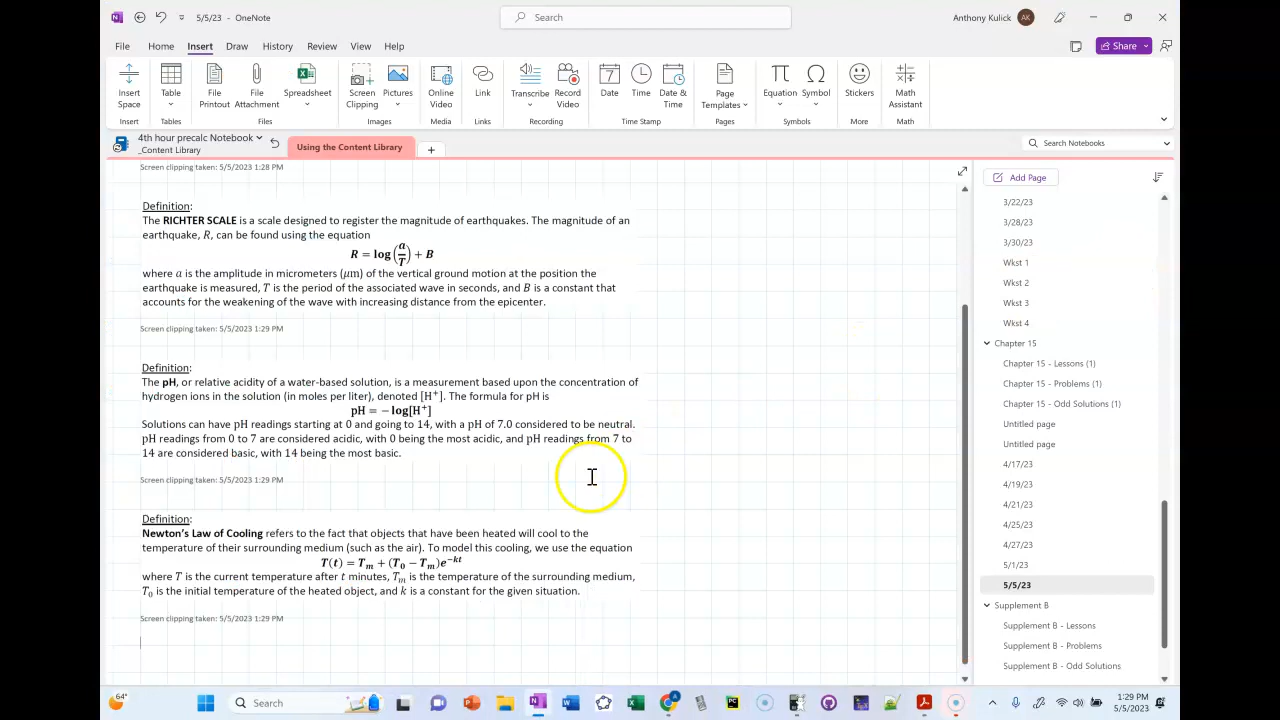 5/5/23 - OneNote
Search
Anthony Kulick
AK
File Home Insert Draw History Review View Help
Share
Insert Space
Table
File Printout
File Attachment
Spreadsheet
Screen Clipping
Pictures
Online Video
Link
Transcribe
Record Video
Date
Time
Date & Time
Page Templates
Equation
Symbol
Stickers
Math Assistant
Insert Tables Files Images Media Links Recording Time Stamp Pages Symbols More Math
4th hour precalc Notebook
_Content Library
Using the Content Library
+
Search Notebooks
Screen clipping taken: 5/5/2023 1:28 PM
Definition:
The RICHTER SCALE is a scale designed to register the magnitude of earthquakes. The magnitude of an
earthquake, R, can be found using the equation
R = log(a/T) + B
where a is the amplitude in micrometers (μm) of the vertical ground motion at the position the
earthquake is measured, T is the period of the associated wave in seconds, and B is a constant that
accounts for the weakening of the wave with increasing distance from the epicenter.
Screen clipping taken: 5/5/2023 1:29 PM
Definition:
The pH, or relative acidity of a water-based solution, is a measurement based upon the concentration of
hydrogen ions in the solution (in moles per liter), denoted [H⁺]. The formula for pH is
pH = − log[H⁺]
Solutions can have pH readings starting at 0 and going to 14, with a pH of 7.0 considered to be neutral.
pH readings from 0 to 7 are considered acidic, with 0 being the most acidic, and pH readings from 7 to
14 are considered basic, with 14 being the most basic.
Screen clipping taken: 5/5/2023 1:29 PM
Definition:
Newton's Law of Cooling refers to the fact that objects that have been heated will cool to the
temperature of their surrounding medium (such as the air). To model this cooling, we use the equation
T(t) = Tₘ + (T₀ − Tₘ)e⁻ᵏᵗ
where T is the current temperature after t minutes, Tₘ is the temperature of the surrounding medium,
T₀ is the initial temperature of the heated object, and k is a constant for the given situation.
Screen clipping taken: 5/5/2023 1:29 PM
Add Page
3/22/23
3/28/23
3/30/23
Wkst 1
Wkst 2
Wkst 3
Wkst 4
Chapter 15
Chapter 15 - Lessons (1)
Chapter 15 - Problems (1)
Chapter 15 - Odd Solutions (1)
Untitled page
Untitled page
4/17/23
4/19/23
4/21/23
4/25/23
4/27/23
5/1/23
5/5/23
Supplement B
Supplement B - Lessons
Supplement B - Problems
Supplement B - Odd Solutions
64°
Search
1:29 PM
5/5/2023